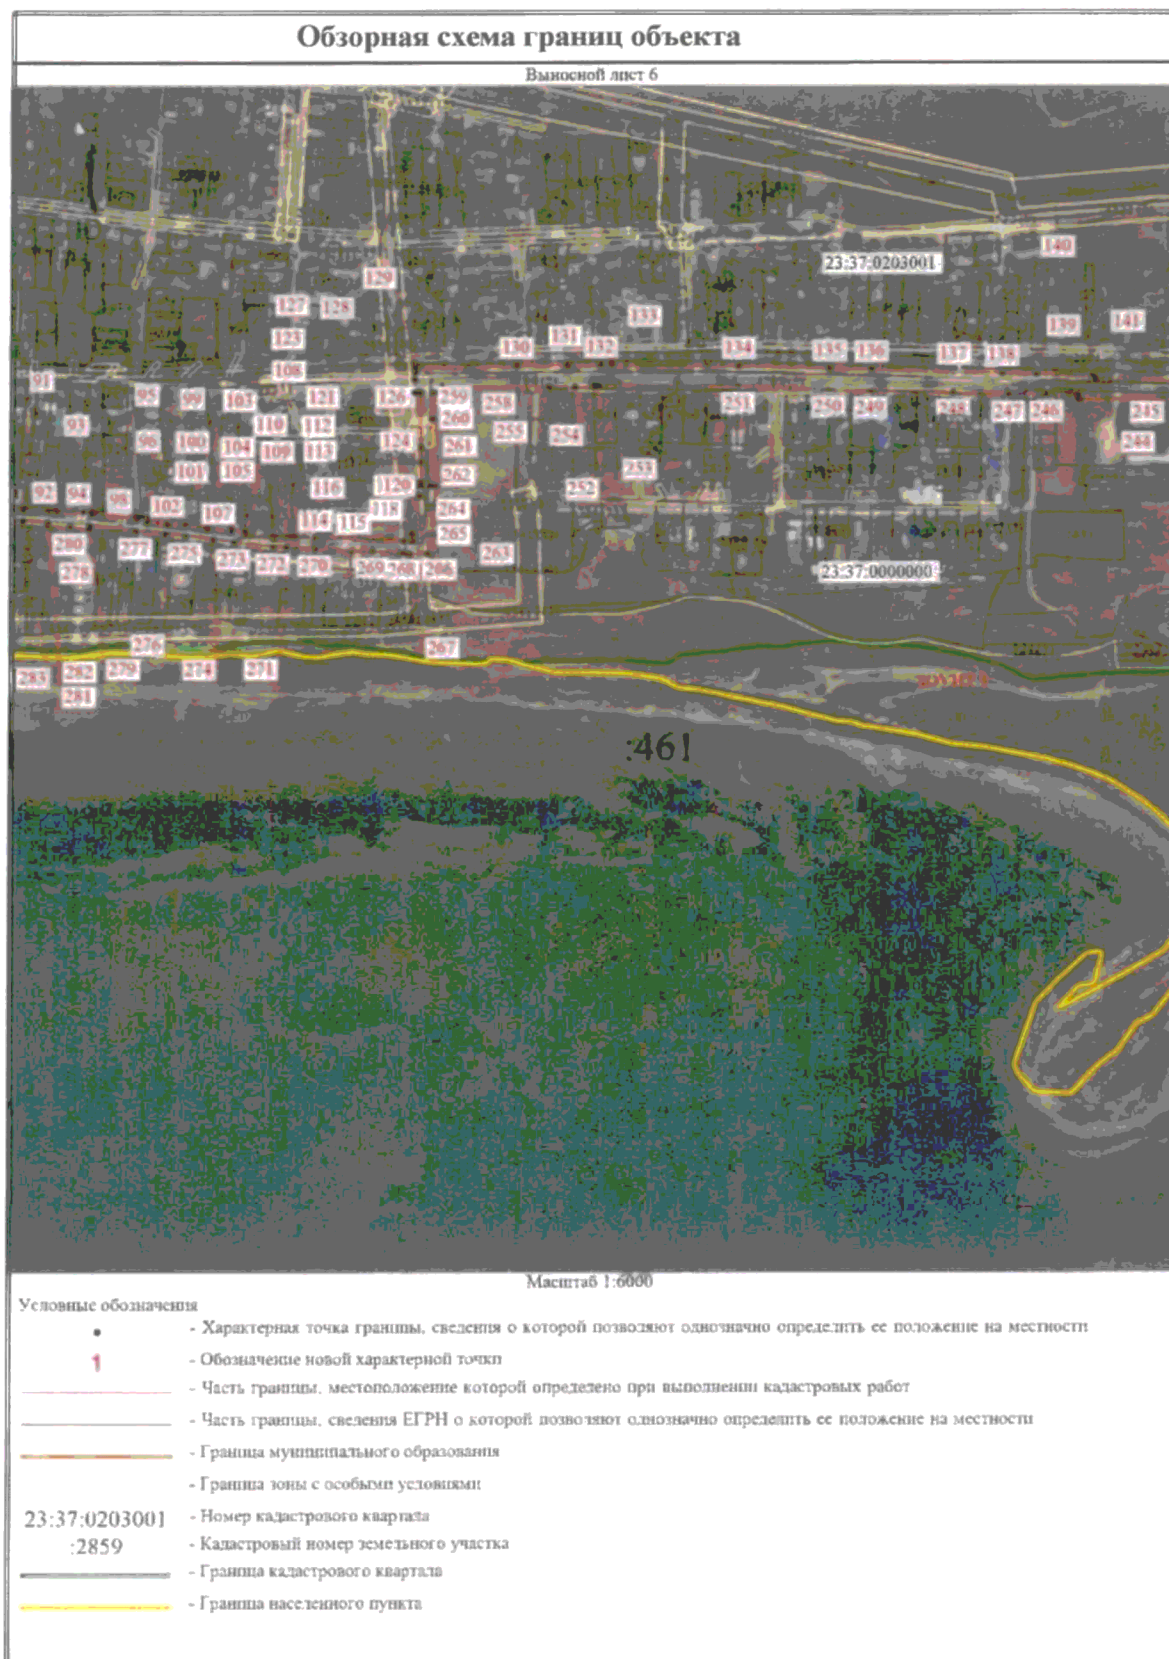 Обзорная схема границ объекта
Выносной лист 6
140
23:37:0203001
129
127 128
133
139 141
123
131
130 132 134 135 136 137 138
108
91
95 99 103 121 126 259 258 251 250 249 248 247 246 245
93 110 112 260
96 100 104 109 113 124 261 255 254 244
101 105 262 253
92 94 98 102 107 116 120 264 252
114 115 118 265
280 277 275 273 272 270 269 268 263
278
23:37:0000000
276 267
283 282 279 274 271
281
:461
Масштаб 1:6000
Условные обозначения
- Характерная точка границы, сведения о которой позволяют однозначно определить ее положение на местности
1 - Обозначение новой характерной точки
- Часть границы, местоположение которой определено при выполнении кадастровых работ
- Часть границы, сведения ЕГРН о которой позволяют однозначно определить ее положение на местности
- Граница муниципального образования
- Граница зоны с особыми условиями
23:37:0203001 - Номер кадастрового квартала
:2859 - Кадастровый номер земельного участка
- Граница кадастрового квартала
- Граница населенного пункта